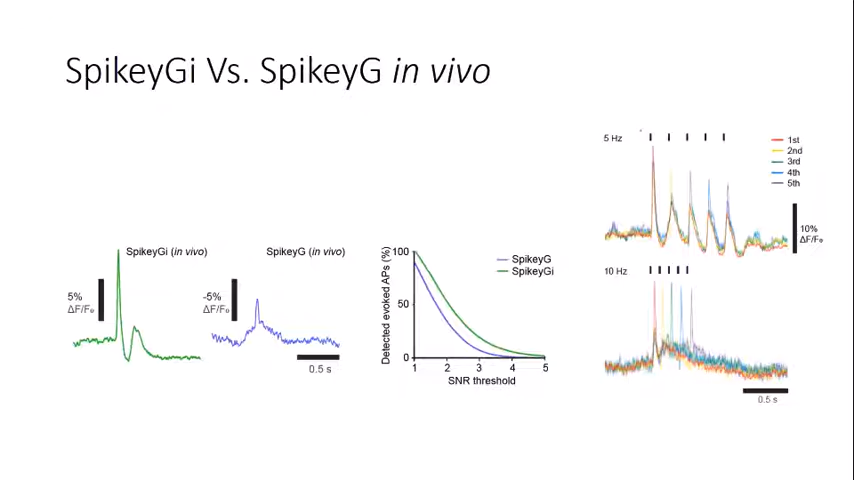 SpikeyGi Vs. SpikeyG in vivo
SpikeyGi (in vivo)
5%
ΔF/F₀
SpikeyG (in vivo)
-5%
ΔF/F₀
0.5 s
Detected evoked APs (%)
100
50
0
1 2 3 4 5
SNR threshold
SpikeyG
SpikeyGi
5 Hz
1st
2nd
3rd
4th
5th
10%
ΔF/F₀
10 Hz
0.5 s